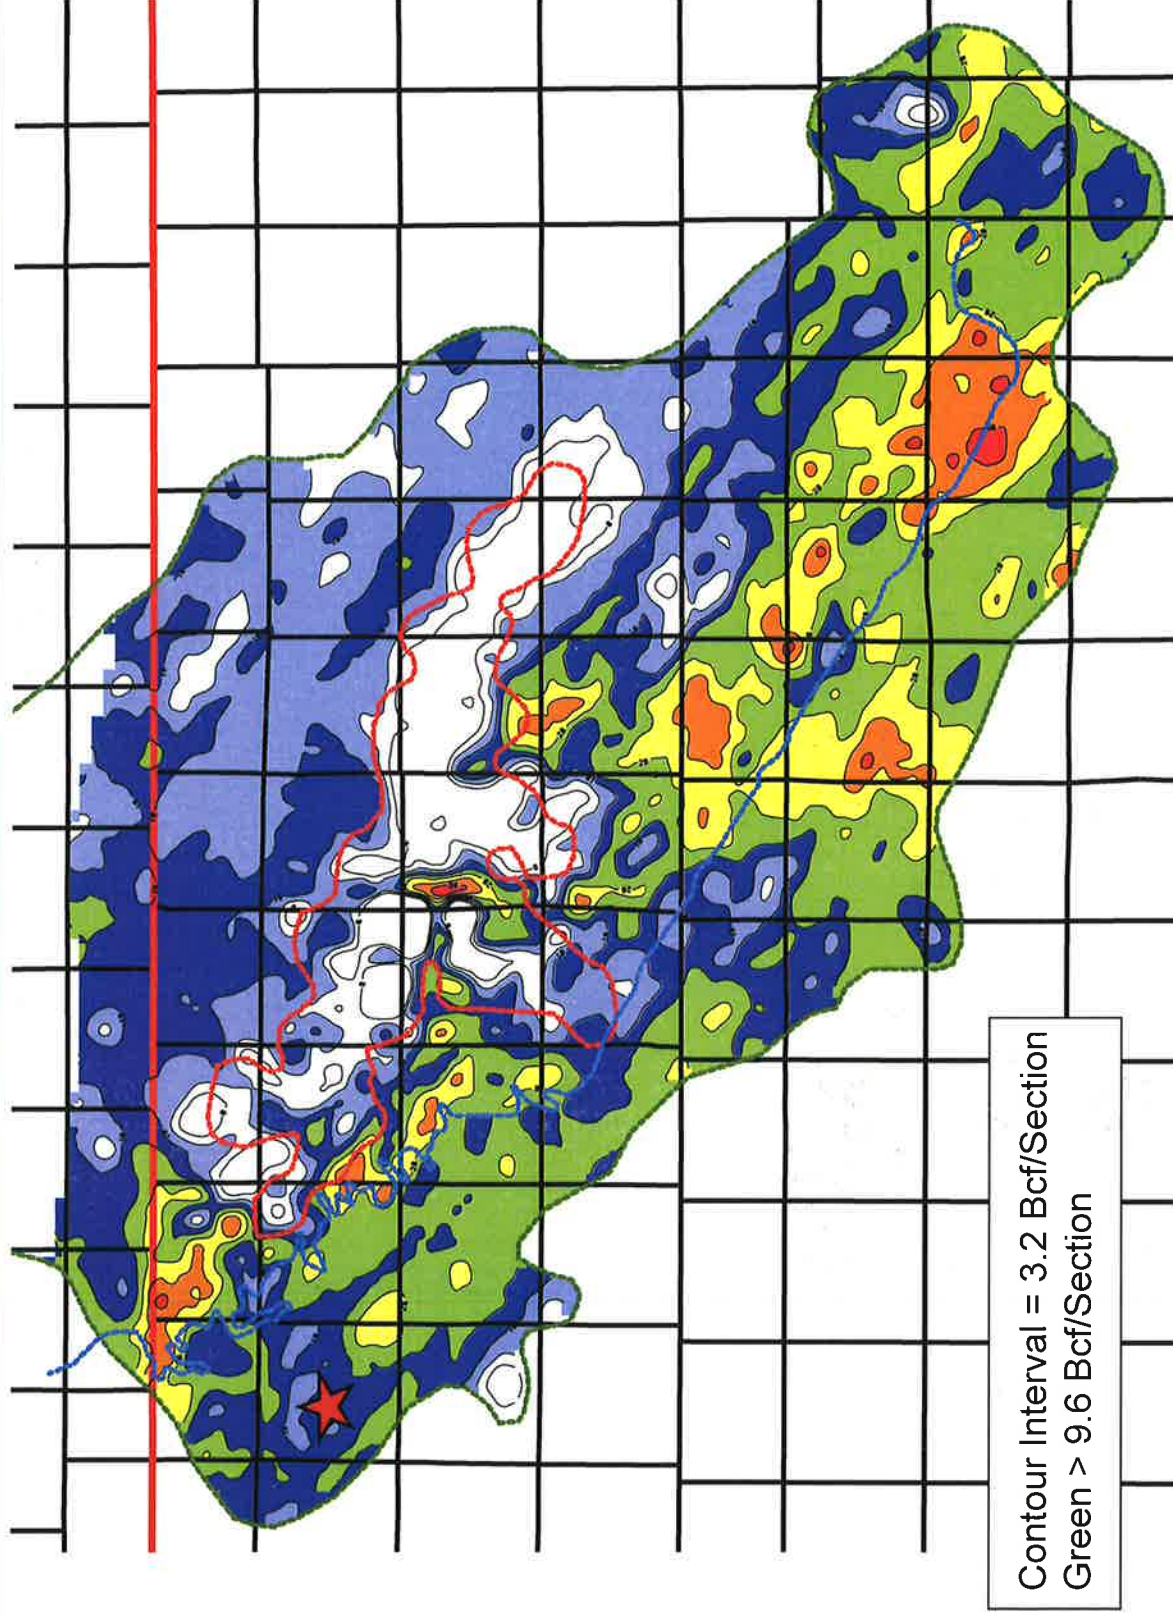 Contour Interval = 3.2 Bcf/Section
Green > 9.6 Bcf/Section